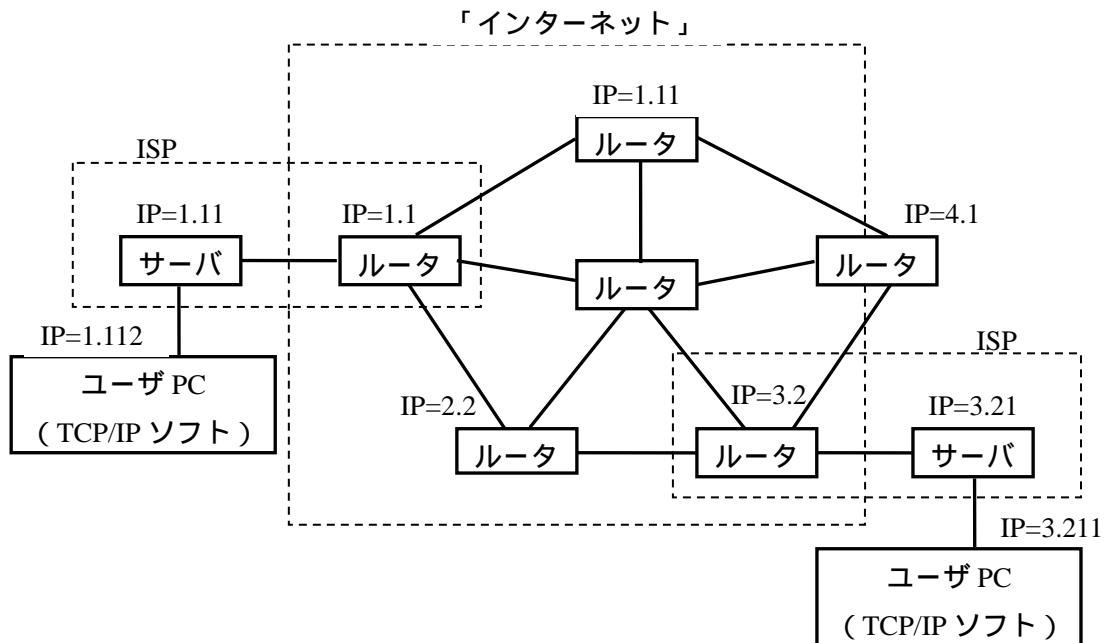 「インターネット」
IP=1.11
ルータ
ISP
IP=1.11
サーバ
IP=1.1
ルータ
IP=4.1
ルータ
ルータ
IP=1.112
ユーザ PC
（TCP/IP ソフト）
ISP
IP=2.2
ルータ
IP=3.2
ルータ
IP=3.21
サーバ
IP=3.211
ユーザ PC
（TCP/IP ソフト）